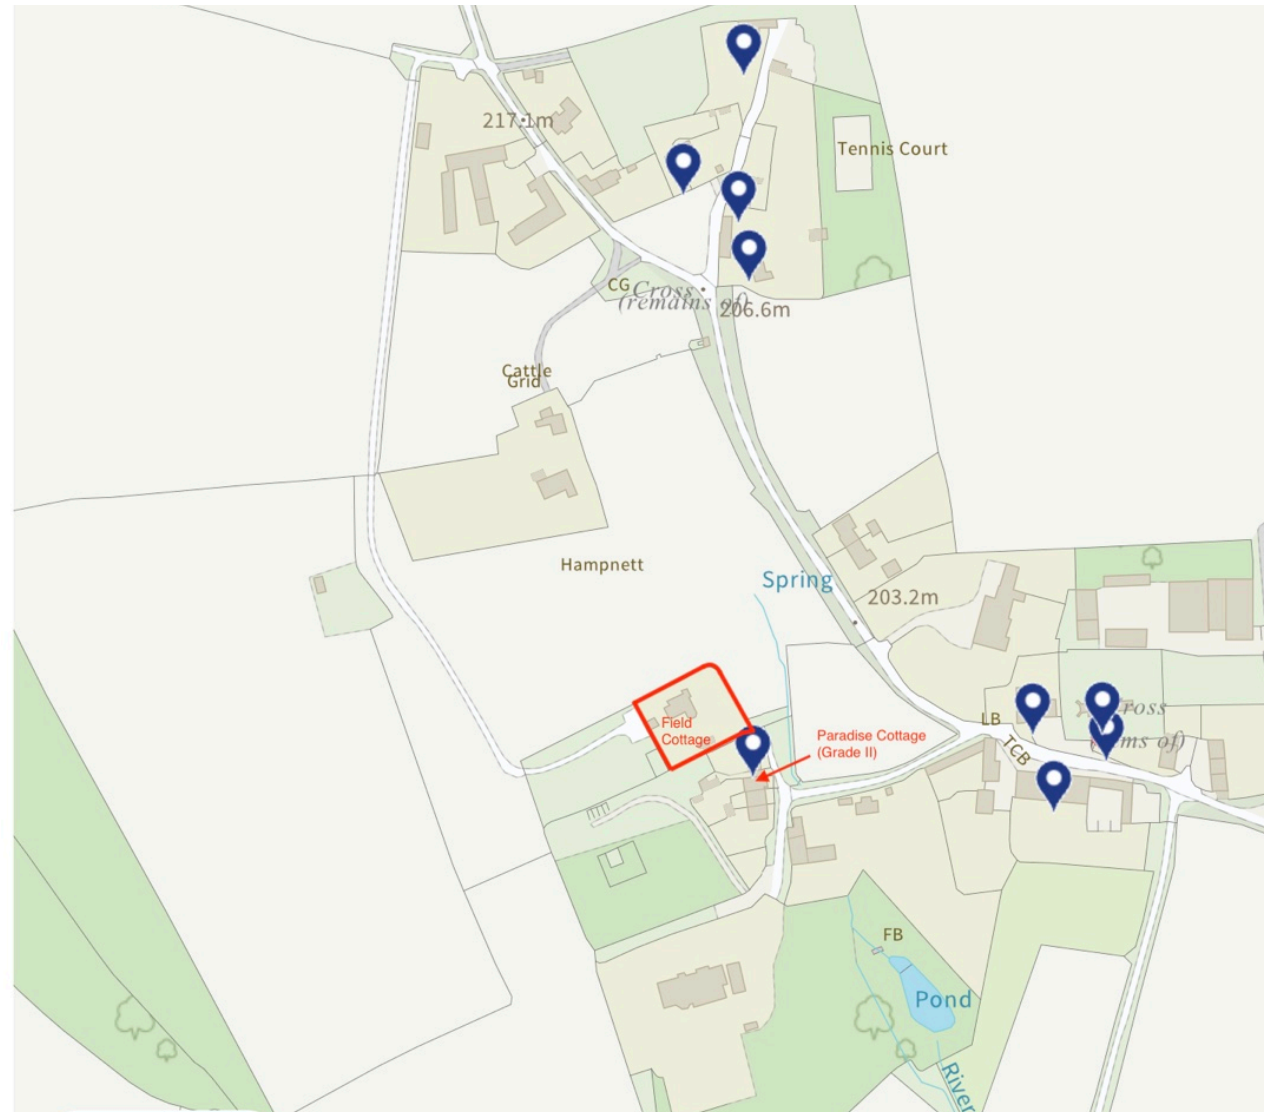 217.1m
Tennis Court
CG
Cross
(remains of)
206.6m
Cattle
Grid
Hampnett
Spring
203.2m
Field
Cottage
Paradise Cottage
(Grade II)
LB
TCB
FB
Pond
River